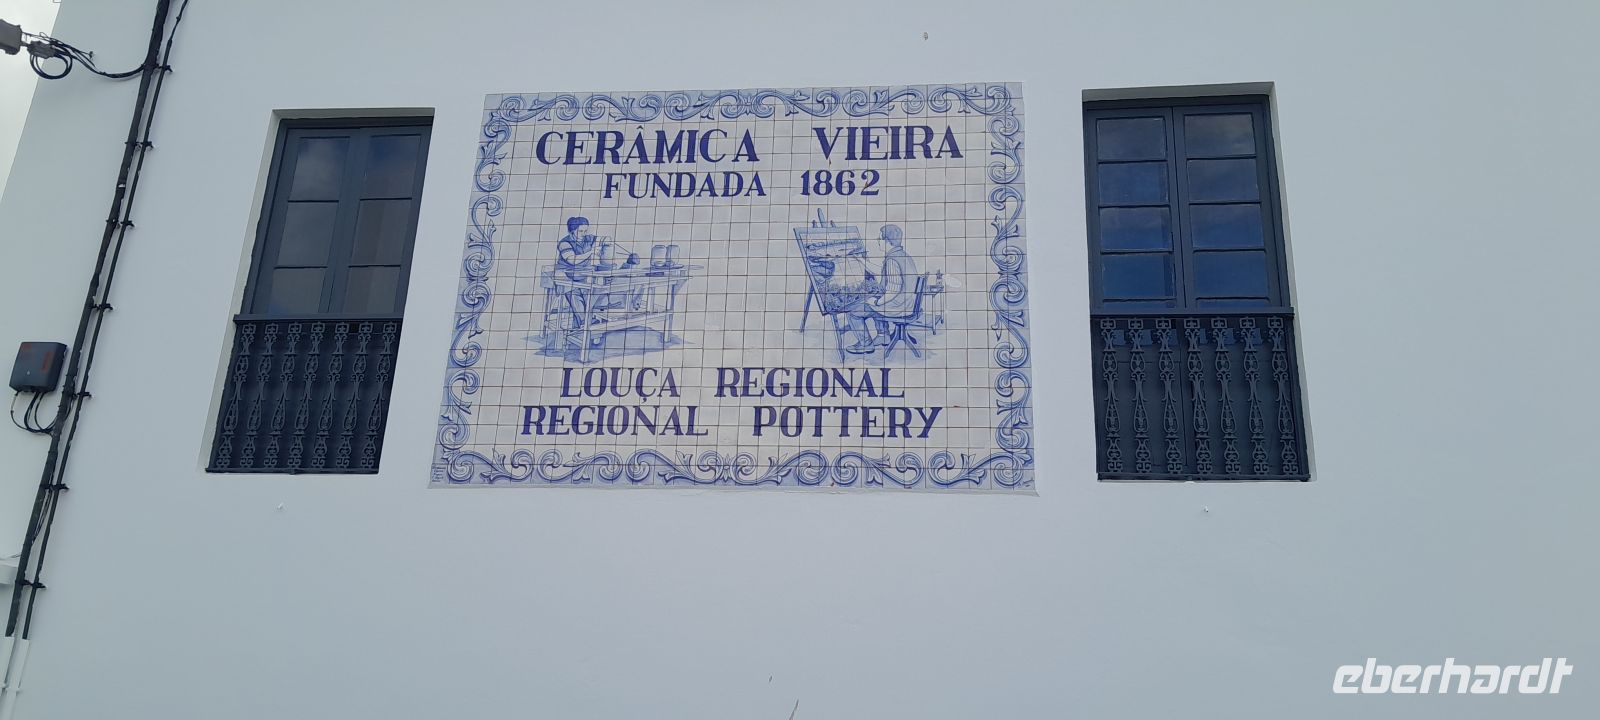 CERÂMICA VIEIRA
FUNDADA 1862
LOUÇA REGIONAL
REGIONAL POTTERY
eberhardt